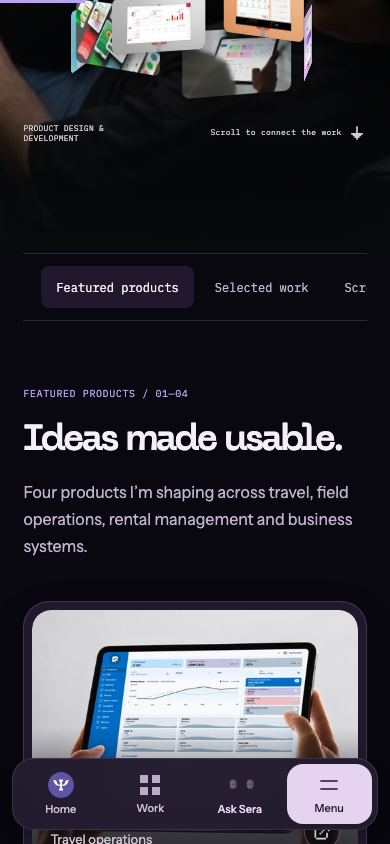 PRODUCT DESIGN &
DEVELOPMENT
Scroll to connect the work
Featured products
Selected work
Scr
FEATURED PRODUCTS / 01—04
Ideas made usable.
Four products I'm shaping across travel, field
operations, rental management and business
systems.
Travel operations
Home
Work
Ask Sera
Menu